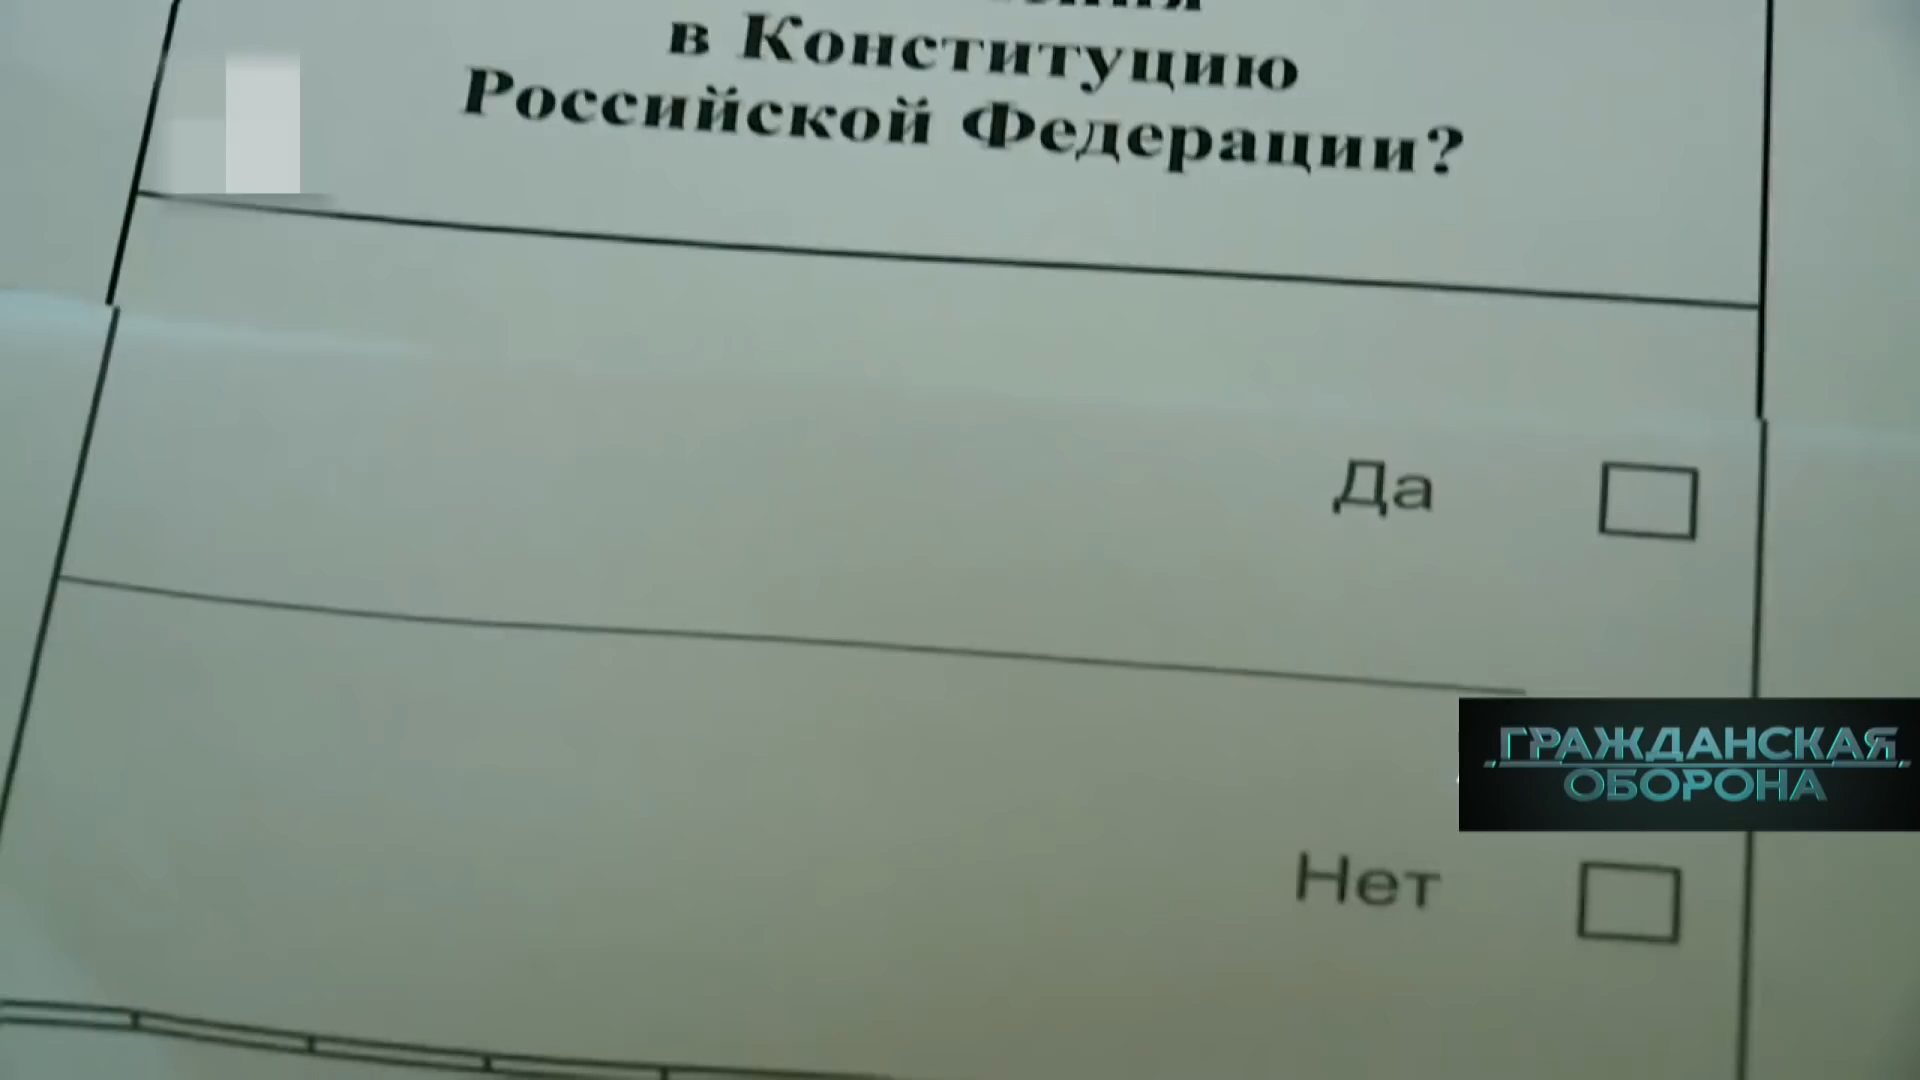 в Конституцию
Российской Федерации?
Да
ГРАЖДАНСКАЯ
ОБОРОНА
Нет